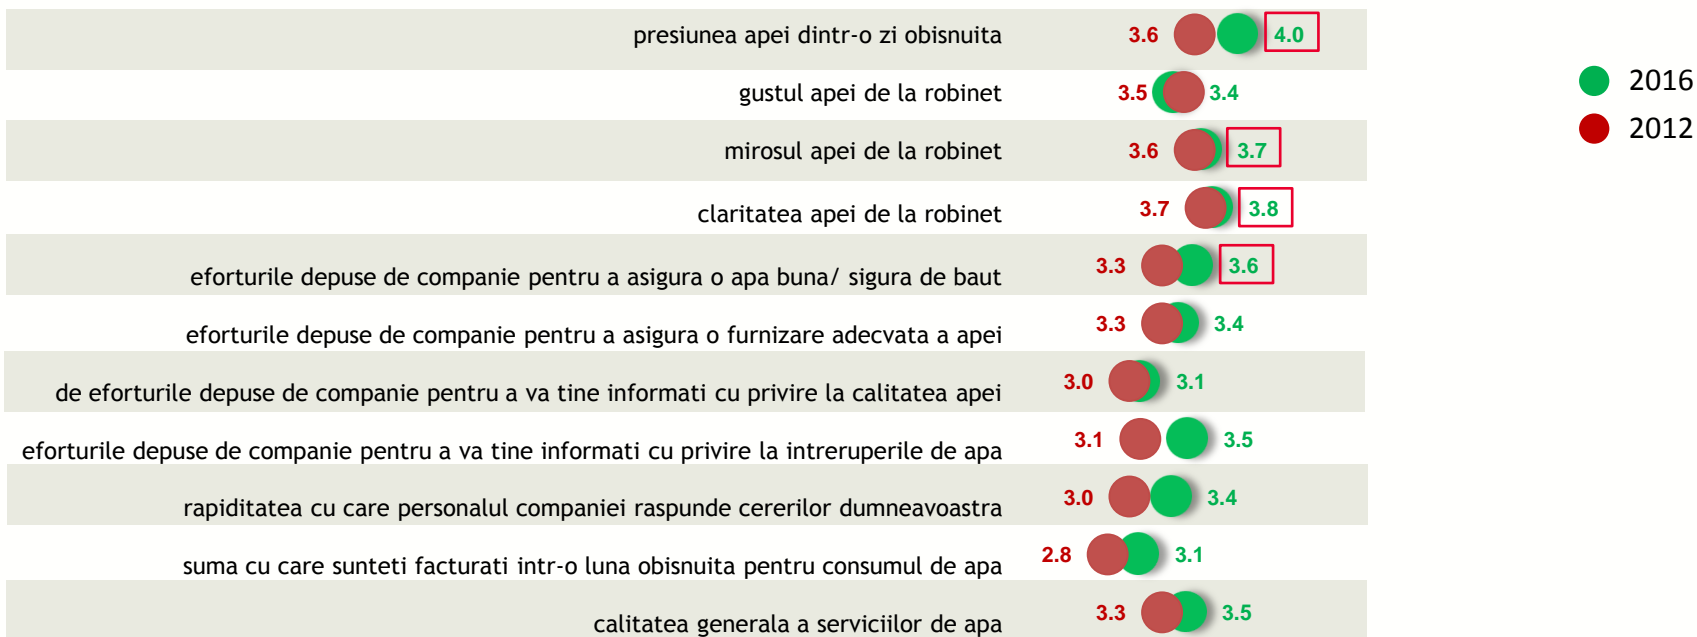 presiunea apei dintr-o zi obisnuita 3.6 4.0
gustul apei de la robinet 3.5 3.4
mirosul apei de la robinet 3.6 3.7
claritatea apei de la robinet 3.7 3.8
eforturile depuse de companie pentru a asigura o apa buna/ sigura de baut 3.3 3.6
eforturile depuse de companie pentru a asigura o furnizare adecvata a apei 3.3 3.4
de eforturile depuse de companie pentru a va tine informati cu privire la calitatea apei 3.0 3.1
eforturile depuse de companie pentru a va tine informati cu privire la intreruperile de apa 3.1 3.5
rapiditatea cu care personalul companiei raspunde cererilor dumneavoastra 3.0 3.4
suma cu care sunteti facturati intr-o luna obisnuita pentru consumul de apa 2.8 3.1
calitatea generala a serviciilor de apa 3.3 3.5
2016
2012